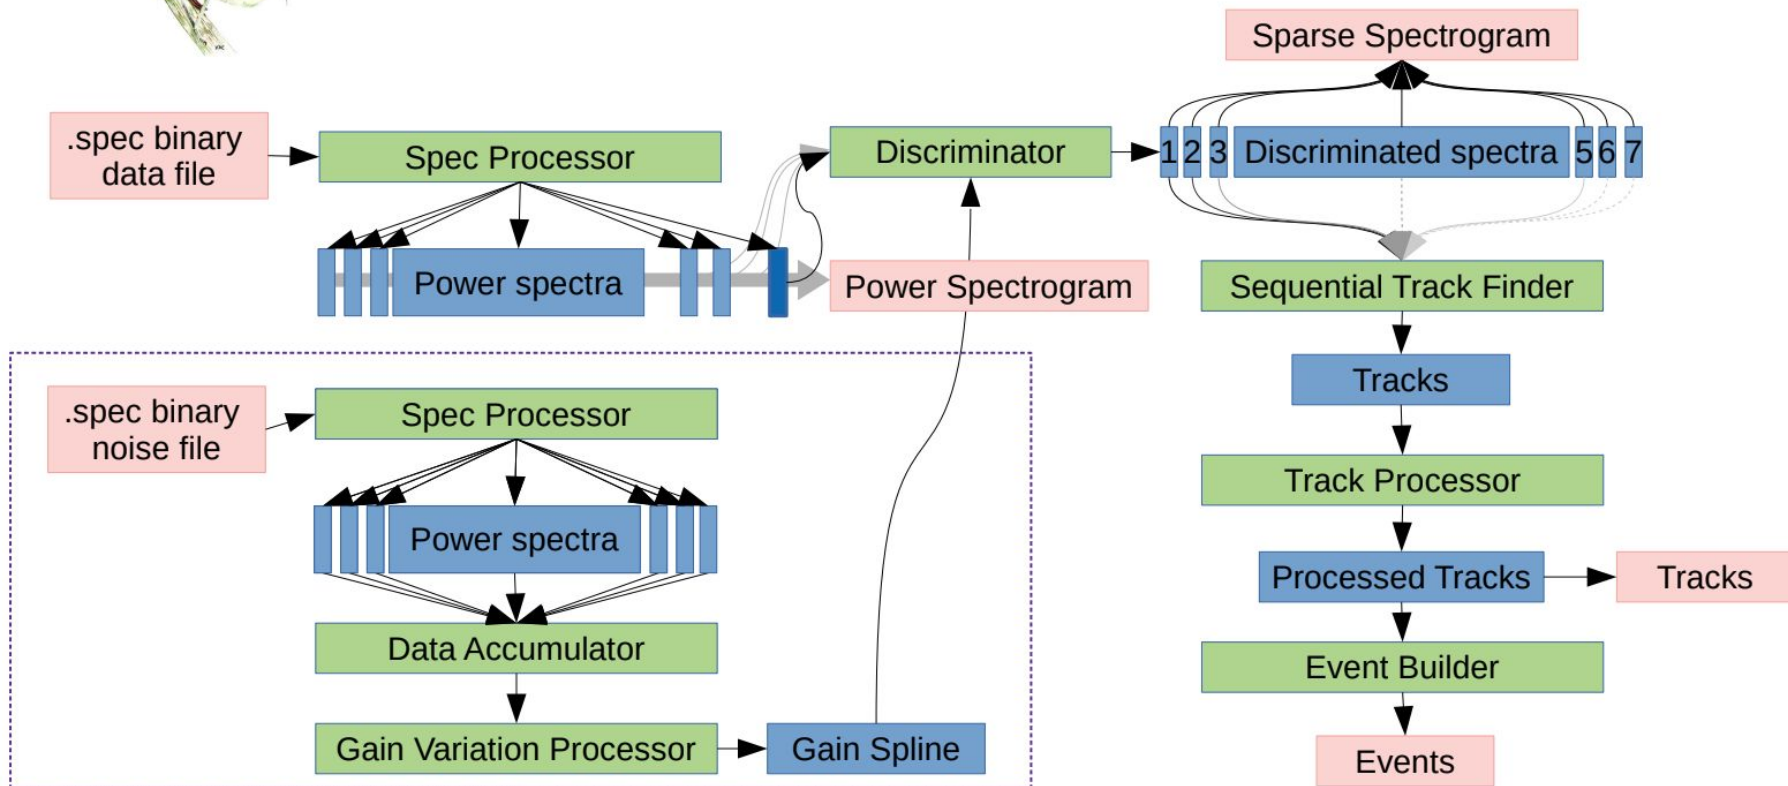 Sparse Spectrogram
.spec binary
data file
Spec Processor
Discriminator
1 2 3 Discriminated spectra 5 6 7
Power spectra
Power Spectrogram
Sequential Track Finder
Tracks
.spec binary
noise file
Spec Processor
Track Processor
Power spectra
Processed Tracks
Tracks
Data Accumulator
Event Builder
Gain Variation Processor
Gain Spline
Events